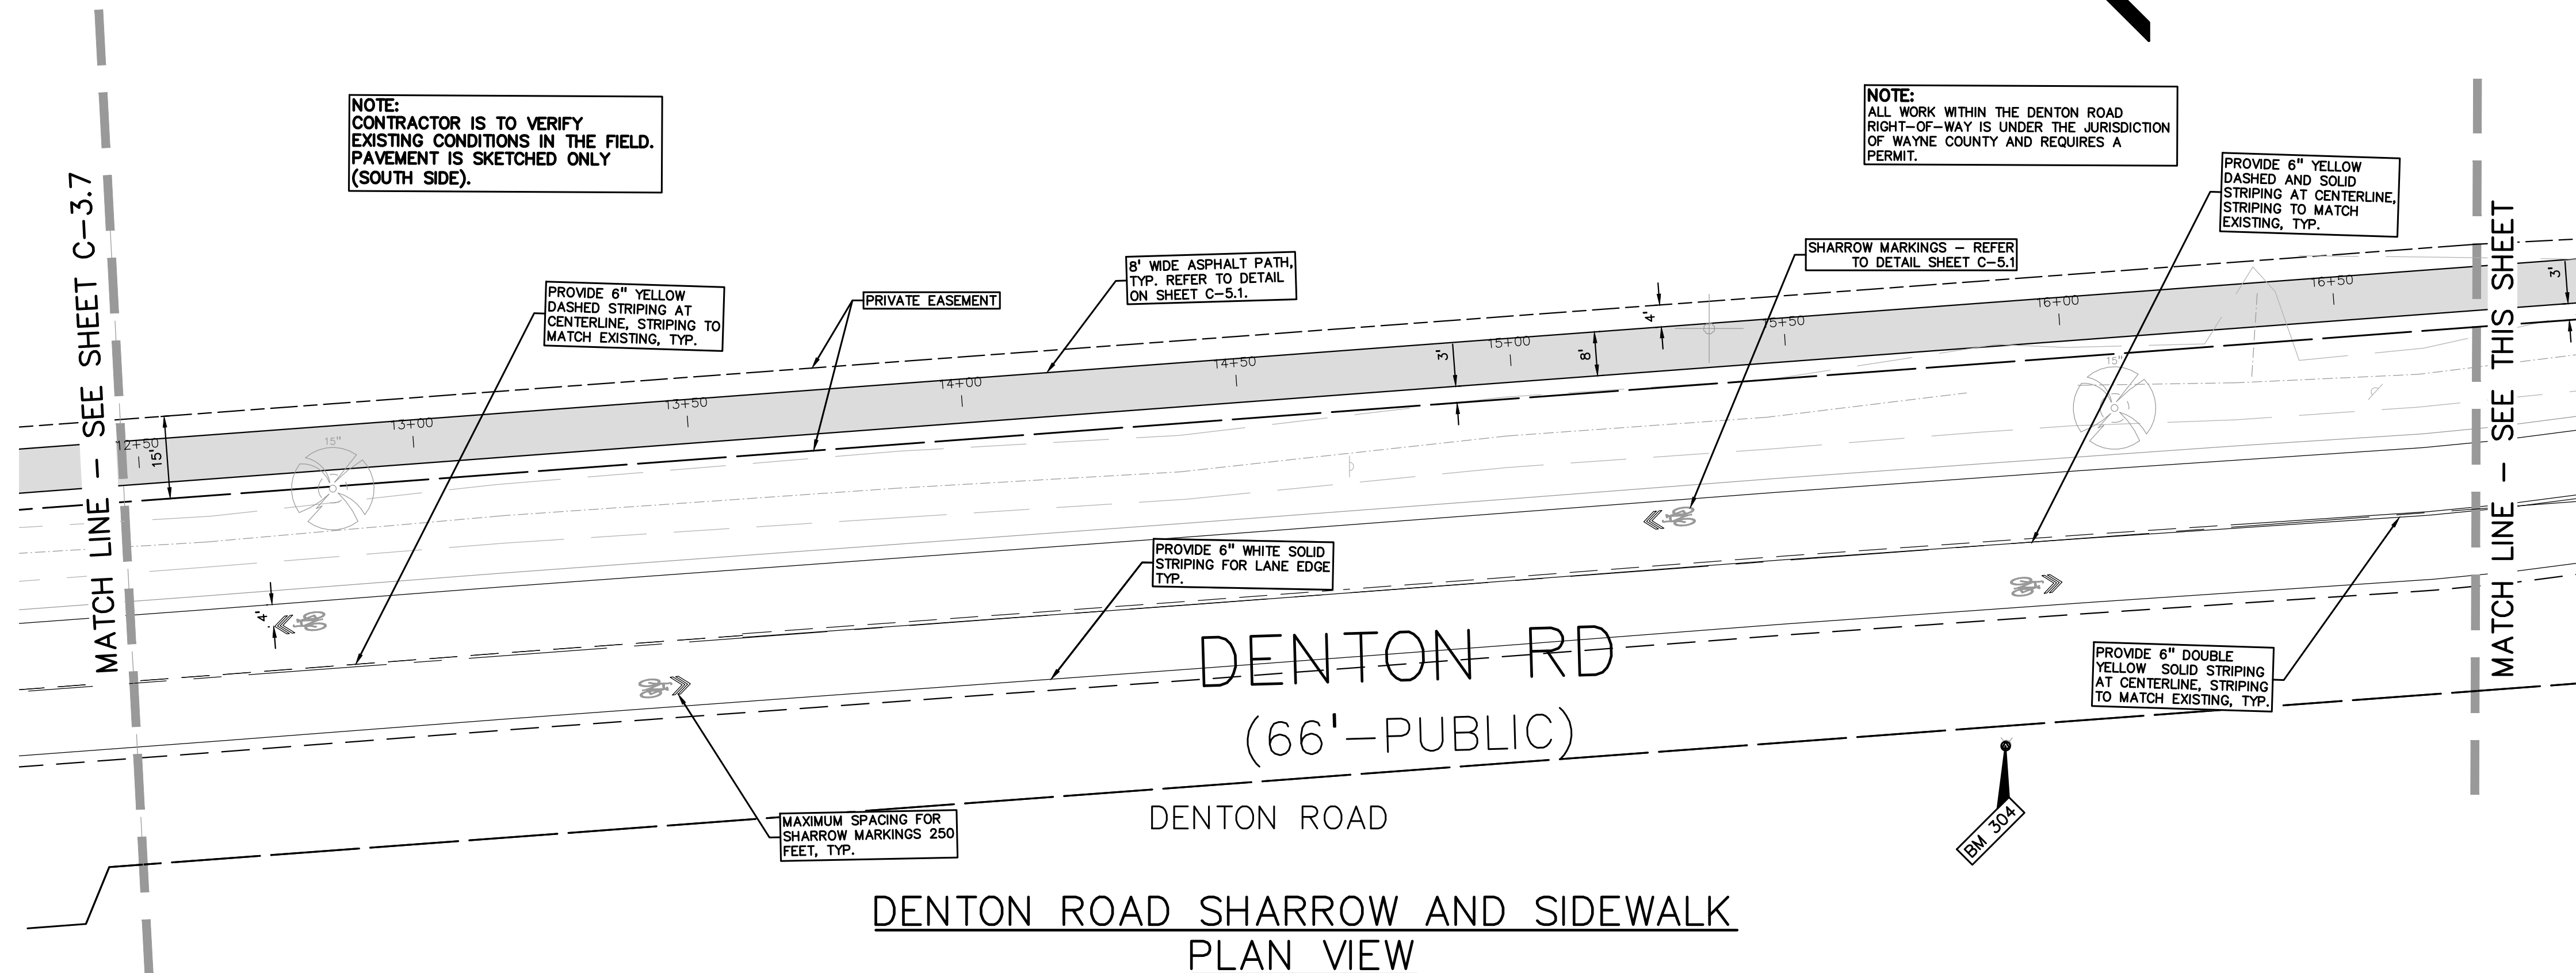 MATCH LINE - SEE SHEET C-3.7
NOTE:
CONTRACTOR IS TO VERIFY
EXISTING CONDITIONS IN THE FIELD.
PAVEMENT IS SKETCHED ONLY
(SOUTH SIDE).
NOTE:
ALL WORK WITHIN THE DENTON ROAD
RIGHT-OF-WAY IS UNDER THE JURISDICTION
OF WAYNE COUNTY AND REQUIRES A
PERMIT.
PROVIDE 6" YELLOW
DASHED AND SOLID
STRIPING AT CENTERLINE,
STRIPING TO MATCH
EXISTING, TYP.
MATCH LINE - SEE THIS SHEET
PROVIDE 6" YELLOW
DASHED STRIPING AT
CENTERLINE, STRIPING TO
MATCH EXISTING, TYP.
PRIVATE EASEMENT
8' WIDE ASPHALT PATH,
TYP. REFER TO DETAIL
ON SHEET C-5.1.
SHARROW MARKINGS - REFER
TO DETAIL SHEET C-5.1
12+50
13+00
13+50
14+00
14+50
15+00
15+50
16+00
16+50
15'
15"
3'
8'
4'
15"
3'
4'
PROVIDE 6" WHITE SOLID
STRIPING FOR LANE EDGE
TYP.
DENTON RD
(66'-PUBLIC)
DENTON ROAD
PROVIDE 6" DOUBLE
YELLOW SOLID STRIPING
AT CENTERLINE, STRIPING
TO MATCH EXISTING, TYP.
MAXIMUM SPACING FOR
SHARROW MARKINGS 250
FEET, TYP.
BM 304
DENTON ROAD SHARROW AND SIDEWALK
PLAN VIEW